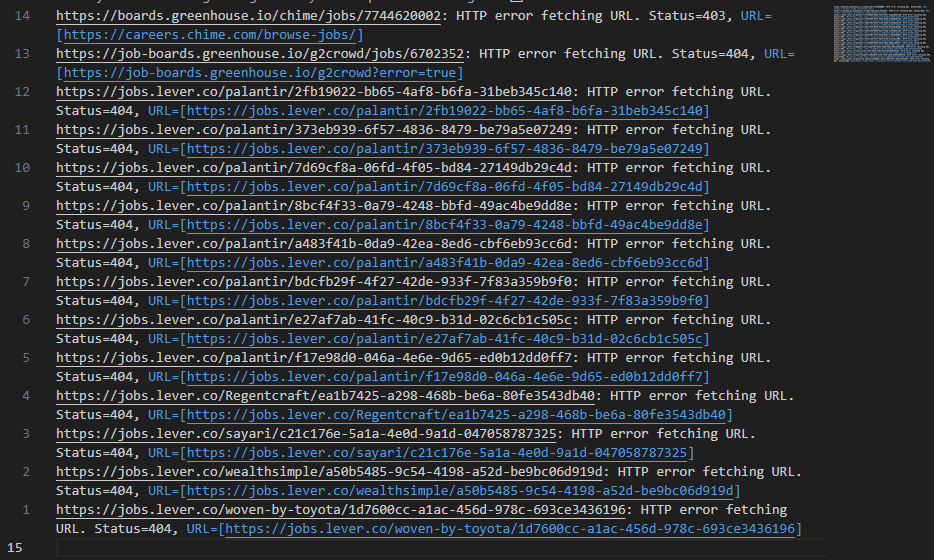 14 https://boards.greenhouse.io/chime/jobs/7744620002: HTTP error fetching URL. Status=403, URL=
[https://careers.chime.com/browse-jobs/]
13 https://job-boards.greenhouse.io/g2crowd/jobs/6702352: HTTP error fetching URL. Status=404, URL=
[https://job-boards.greenhouse.io/g2crowd?error=true]
12 https://jobs.lever.co/palantir/2fb19022-bb65-4af8-b6fa-31beb345c140: HTTP error fetching URL.
Status=404, URL=[https://jobs.lever.co/palantir/2fb19022-bb65-4af8-b6fa-31beb345c140]
11 https://jobs.lever.co/palantir/373eb939-6f57-4836-8479-be79a5e07249: HTTP error fetching URL.
Status=404, URL=[https://jobs.lever.co/palantir/373eb939-6f57-4836-8479-be79a5e07249]
10 https://jobs.lever.co/palantir/7d69cf8a-06fd-4f05-bd84-27149db29c4d: HTTP error fetching URL.
Status=404, URL=[https://jobs.lever.co/palantir/7d69cf8a-06fd-4f05-bd84-27149db29c4d]
9 https://jobs.lever.co/palantir/8bcf4f33-0a79-4248-bbfd-49ac4be9dd8e: HTTP error fetching URL.
Status=404, URL=[https://jobs.lever.co/palantir/8bcf4f33-0a79-4248-bbfd-49ac4be9dd8e]
8 https://jobs.lever.co/palantir/a483f41b-0da9-42ea-8ed6-cbf6eb93cc6d: HTTP error fetching URL.
Status=404, URL=[https://jobs.lever.co/palantir/a483f41b-0da9-42ea-8ed6-cbf6eb93cc6d]
7 https://jobs.lever.co/palantir/bdcfb29f-4f27-42de-933f-7f83a359b9f0: HTTP error fetching URL.
Status=404, URL=[https://jobs.lever.co/palantir/bdcfb29f-4f27-42de-933f-7f83a359b9f0]
6 https://jobs.lever.co/palantir/e27af7ab-41fc-40c9-b31d-02c6cb1c505c: HTTP error fetching URL.
Status=404, URL=[https://jobs.lever.co/palantir/e27af7ab-41fc-40c9-b31d-02c6cb1c505c]
5 https://jobs.lever.co/palantir/f17e98d0-046a-4e6e-9d65-ed0b12dd0ff7: HTTP error fetching URL.
Status=404, URL=[https://jobs.lever.co/palantir/f17e98d0-046a-4e6e-9d65-ed0b12dd0ff7]
4 https://jobs.lever.co/Regentcraft/ea1b7425-a298-468b-be6a-80fe3543db40: HTTP error fetching URL.
Status=404, URL=[https://jobs.lever.co/Regentcraft/ea1b7425-a298-468b-be6a-80fe3543db40]
3 https://jobs.lever.co/sayari/c21c176e-5a1a-4e0d-9a1d-047058787325: HTTP error fetching URL.
Status=404, URL=[https://jobs.lever.co/sayari/c21c176e-5a1a-4e0d-9a1d-047058787325]
2 https://jobs.lever.co/wealthsimple/a50b5485-9c54-4198-a52d-be9bc06d919d: HTTP error fetching URL.
Status=404, URL=[https://jobs.lever.co/wealthsimple/a50b5485-9c54-4198-a52d-be9bc06d919d]
1 https://jobs.lever.co/woven-by-toyota/1d7600cc-a1ac-456d-978c-693ce3436196: HTTP error fetching
URL. Status=404, URL=[https://jobs.lever.co/woven-by-toyota/1d7600cc-a1ac-456d-978c-693ce3436196]
15